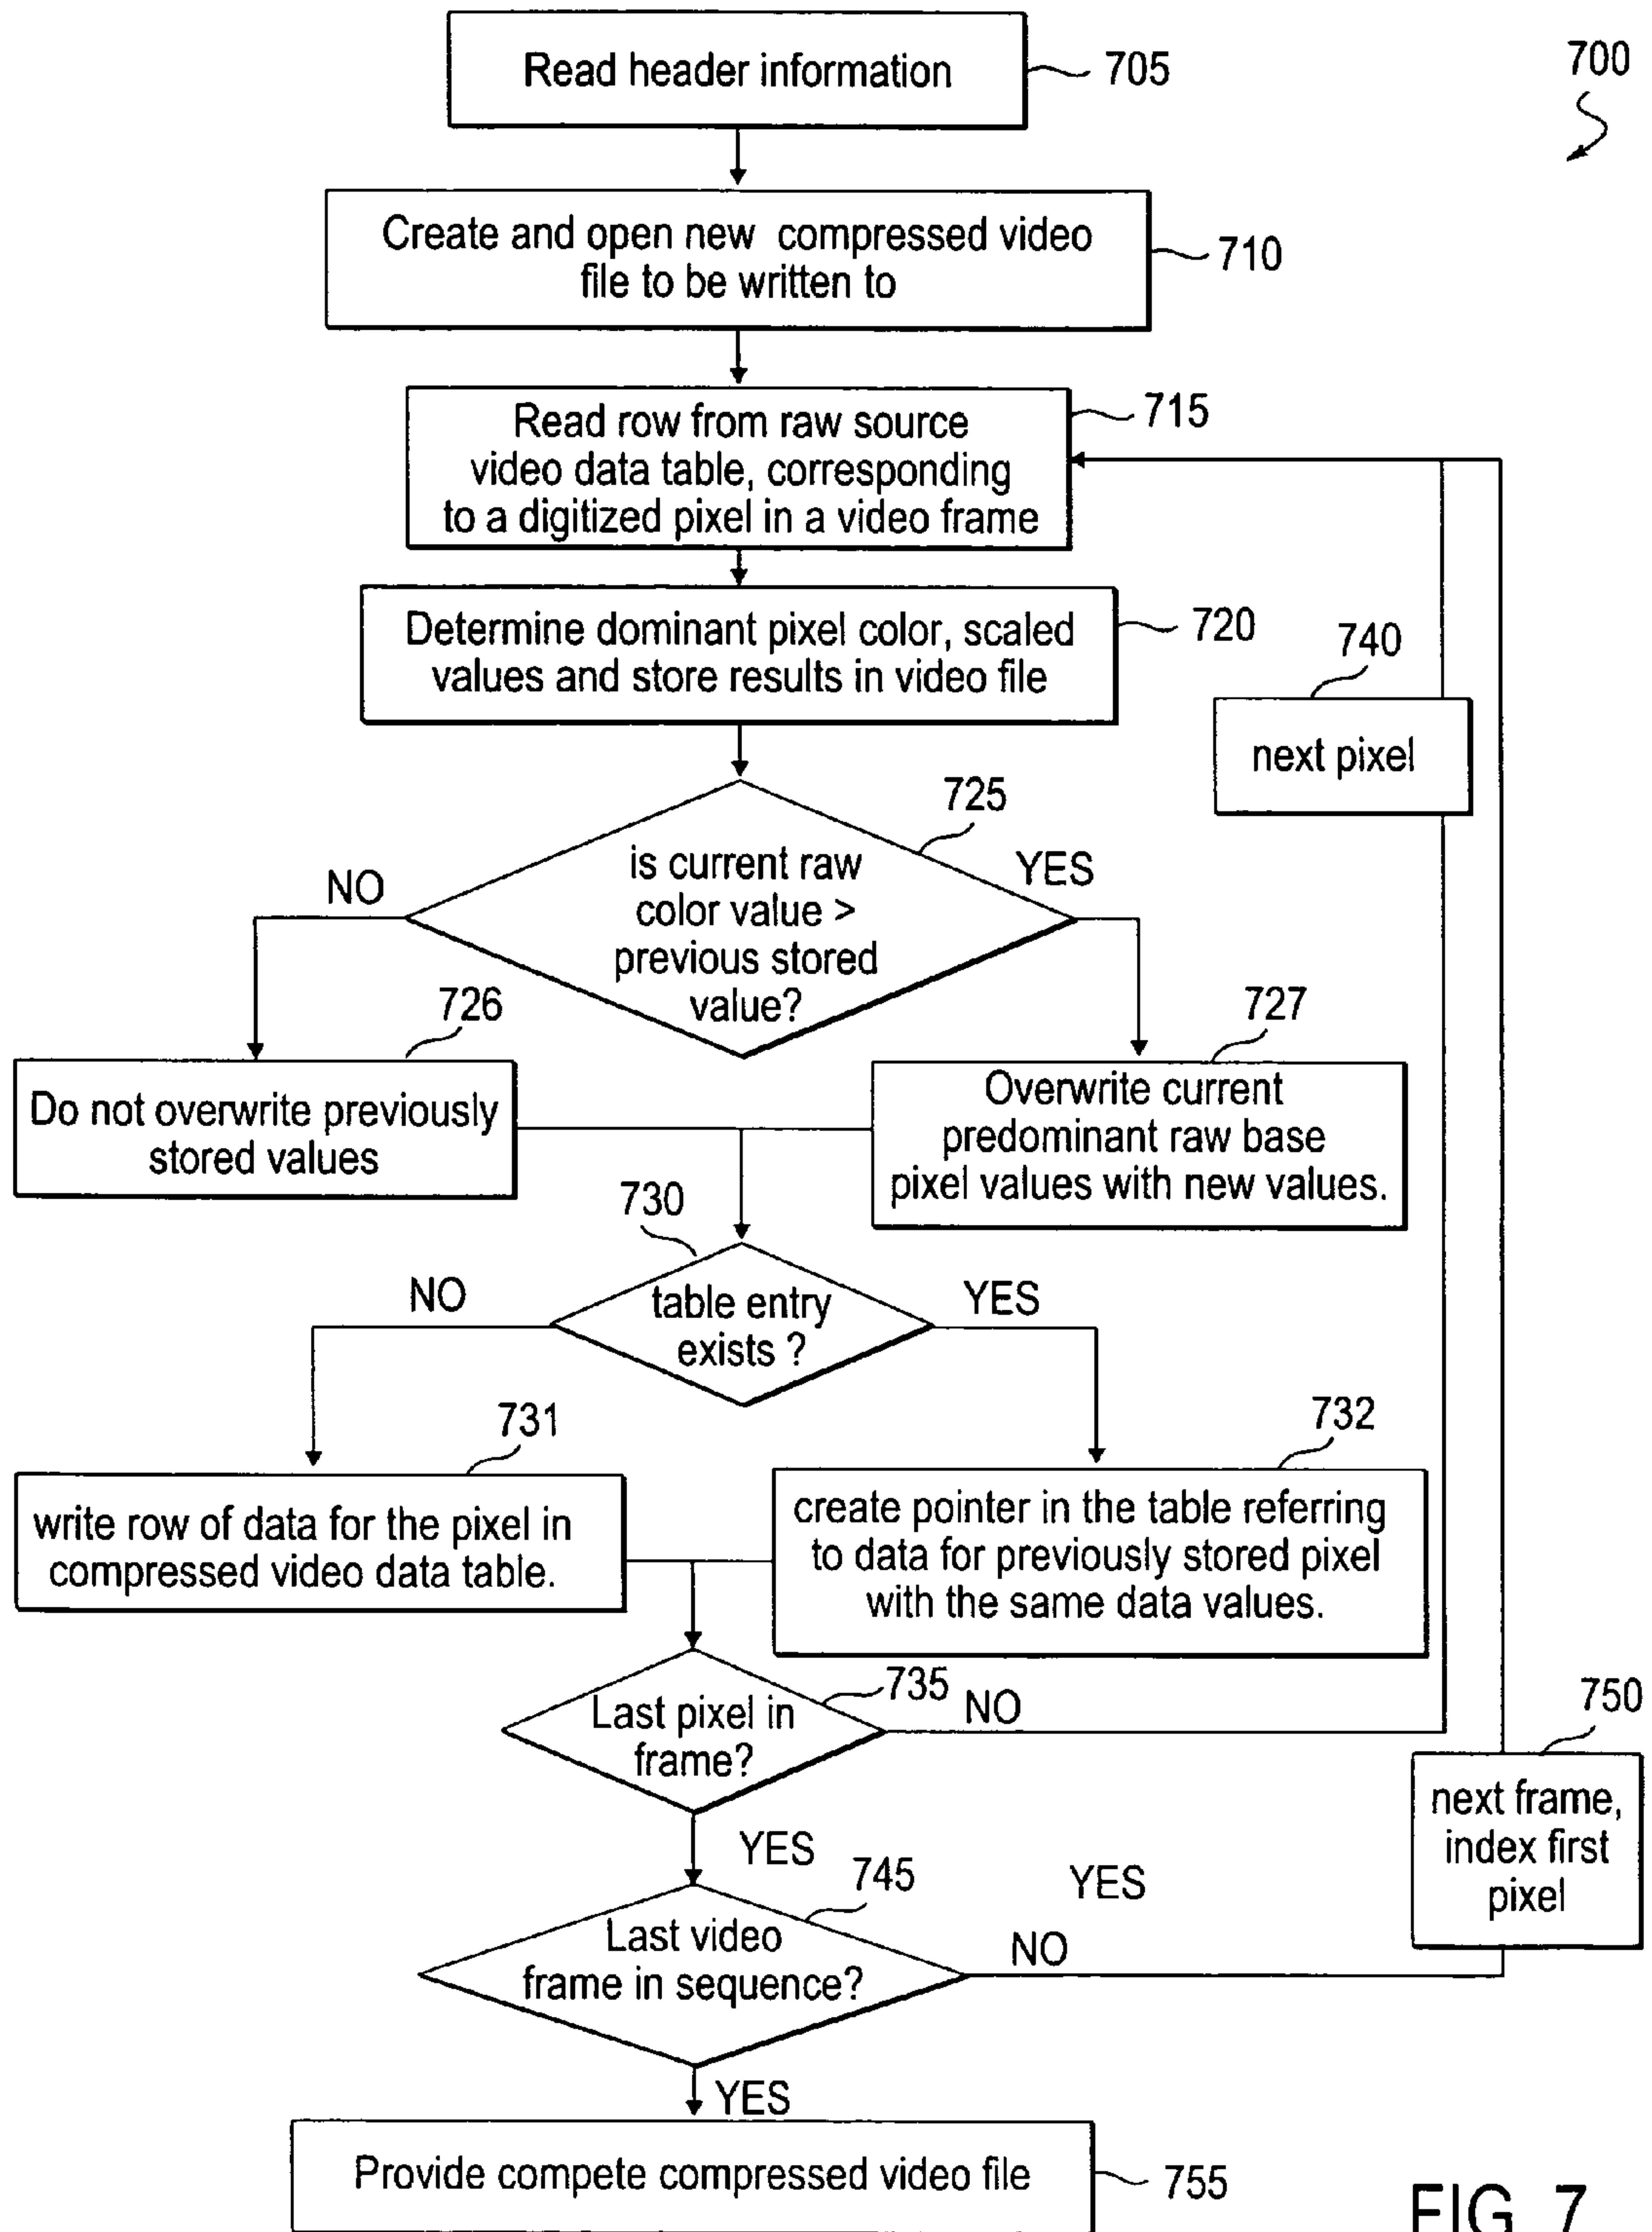 Read header information
705
700
Create and open new compressed video
file to be written to
710
Read row from raw source
video data table, corresponding
to a digitized pixel in a video frame
715
Determine dominant pixel color, scaled
values and store results in video file
720
740
next pixel
725
is current raw
color value >
previous stored
value?
NO
YES
726
Do not overwrite previously
stored values
727
Overwrite current
predominant raw base
pixel values with new values.
730
table entry
exists ?
NO
YES
731
write row of data for the pixel in
compressed video data table.
732
create pointer in the table referring
to data for previously stored pixel
with the same data values.
735
Last pixel in
frame?
NO
YES
750
next frame,
index first
pixel
745
Last video
frame in sequence?
YES
NO
YES
Provide compete compressed video file
755
FIG. 7